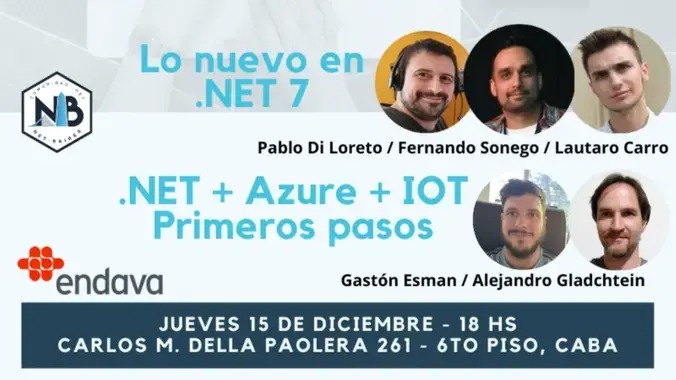 Lo nuevo en
.NET 7
NB
Pablo Di Loreto / Fernando Sonego / Lautaro Carro
.NET + Azure + IOT
Primeros pasos
endava
Gastón Esman / Alejandro Gladchtein
JUEVES 15 DE DICIEMBRE - 18 HS
CARLOS M. DELLA PAOLERA 261 - 6TO PISO, CABA